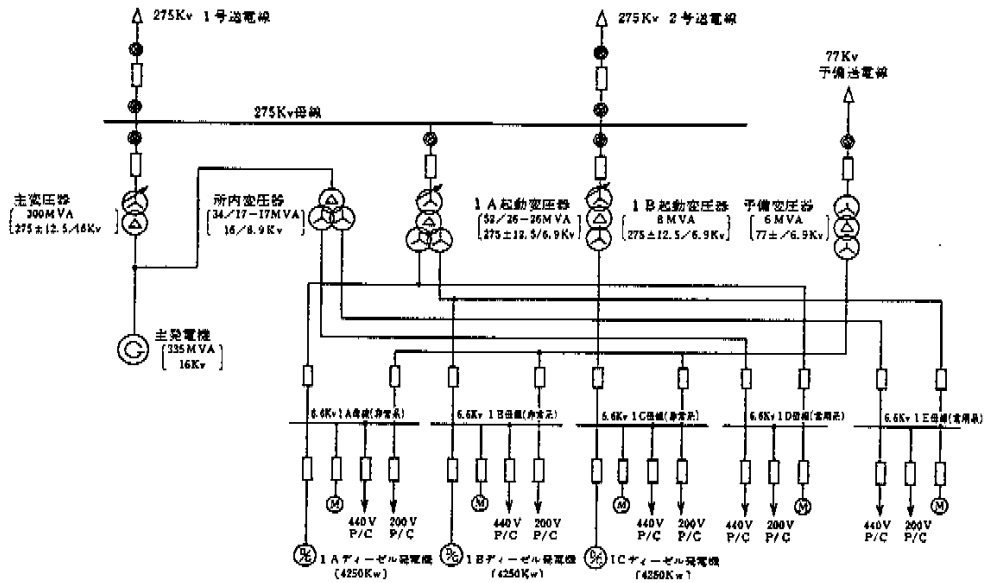 275Kv 1号送電線
275Kv 2号送電線
77Kv
予備送電線
275Kv母線
主変圧器
300MVA
275±12.5/16Kv
所内変圧器
34/17-17MVA
16/6.9Kv
1A起動変圧器
52/26-26MVA
275±12.5/6.9Kv
1B起動変圧器
8MVA
275±12.5/6.9Kv
予備変圧器
6MVA
77±/6.9Kv
主発電機
335MVA
16Kv
6.6Kv 1A母線(非常系)
6.6Kv 1B母線(非常系)
6.6Kv 1C母線(非常系)
6.6Kv 1D母線(常用系)
6.6Kv 1E母線(常用系)
M
M
M
M
M
440V
P/C
200V
P/C
440V
P/C
200V
P/C
440V
P/C
200V
P/C
440V
P/C
200V
P/C
440V
P/C
200V
P/C
D/G
1Aディーゼル発電機
(4250Kw)
D/G
1Bディーゼル発電機
(4250Kw)
D/G
1Cディーゼル発電機
(4250Kw)